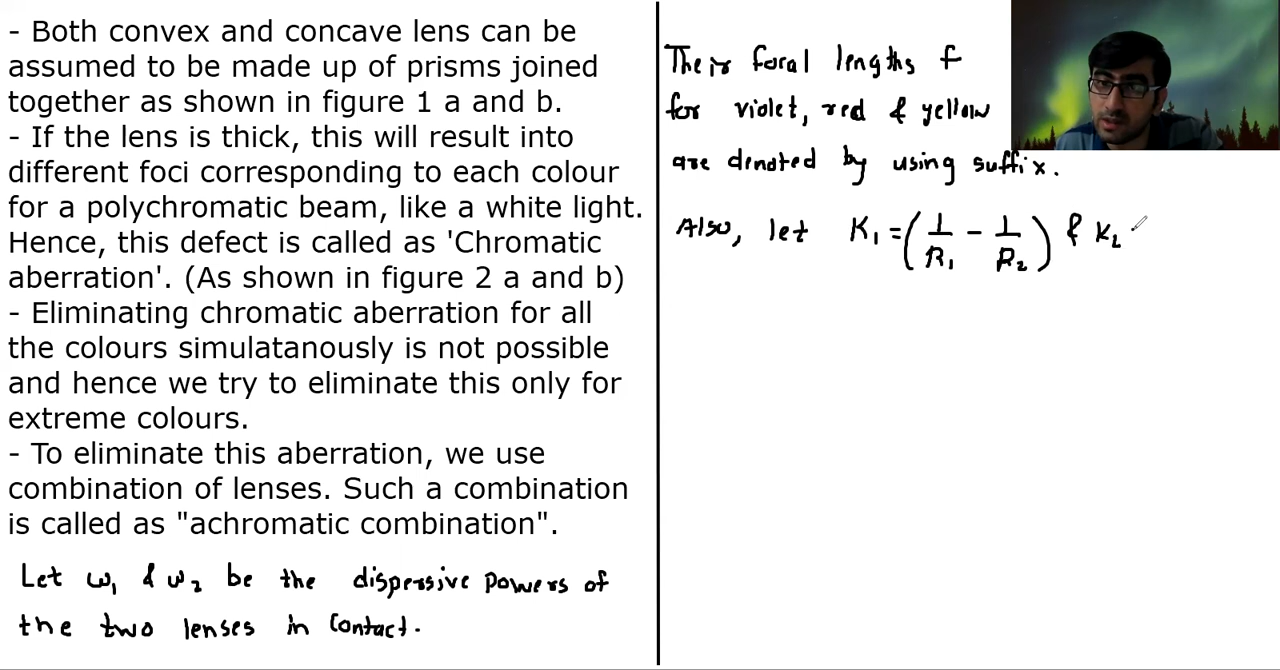 - Both convex and concave lens can be
assumed to be made up of prisms joined
together as shown in figure 1 a and b.
- If the lens is thick, this will result into
different foci corresponding to each colour
for a polychromatic beam, like a white light.
Hence, this defect is called as 'Chromatic
aberration'. (As shown in figure 2 a and b)
- Eliminating chromatic aberration for all
the colours simulatanously is not possible
and hence we try to eliminate this only for
extreme colours.
- To eliminate this aberration, we use
combination of lenses. Such a combination
is called as "achromatic combination".
Let ω₁ & ω₂ be the dispersive powers of
the two lenses in contact.
Their focal lengths f
for violet, red & yellow
are denoted by using suffix.
Also, let K₁ = (1/R₁ - 1/R₂) & K₂